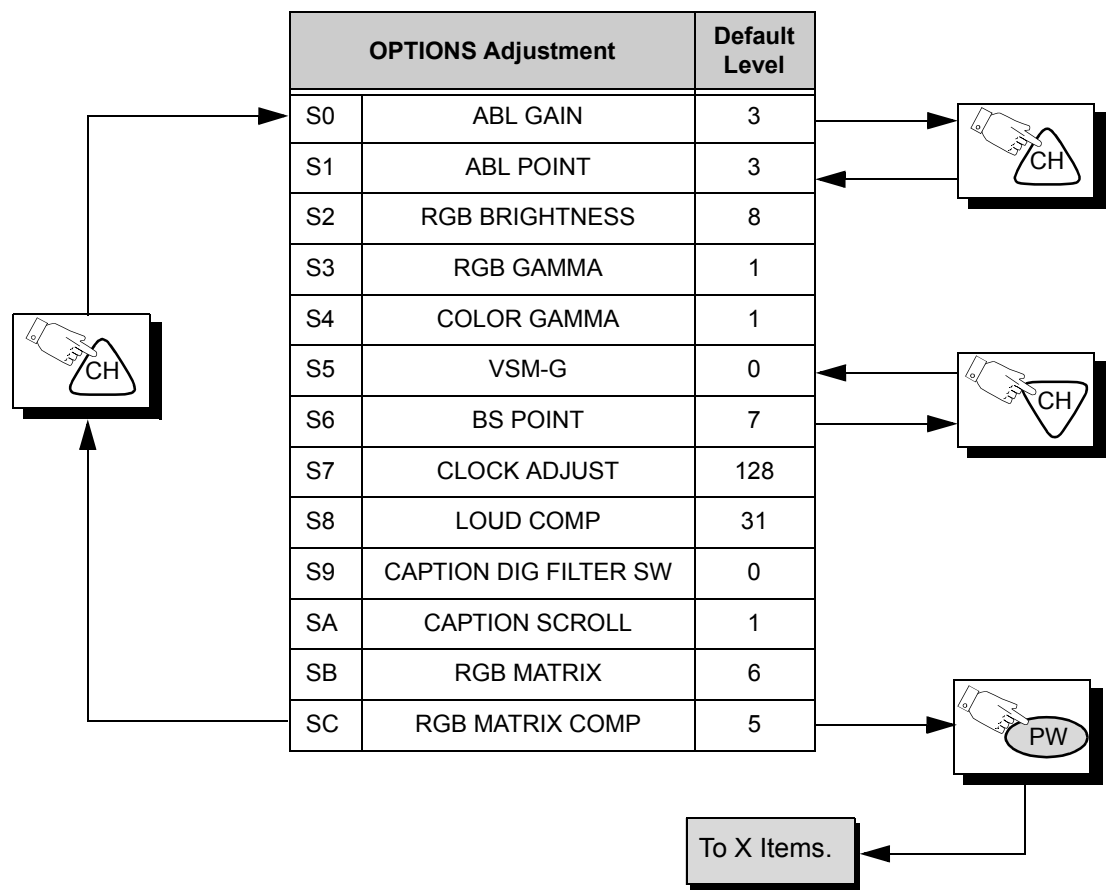 OPTIONS Adjustment Default Level
S0 ABL GAIN 3
S1 ABL POINT 3
S2 RGB BRIGHTNESS 8
S3 RGB GAMMA 1
S4 COLOR GAMMA 1
S5 VSM-G 0
S6 BS POINT 7
S7 CLOCK ADJUST 128
S8 LOUD COMP 31
S9 CAPTION DIG FILTER SW 0
SA CAPTION SCROLL 1
SB RGB MATRIX 6
SC RGB MATRIX COMP 5
CH
CH
CH
PW
To X Items.